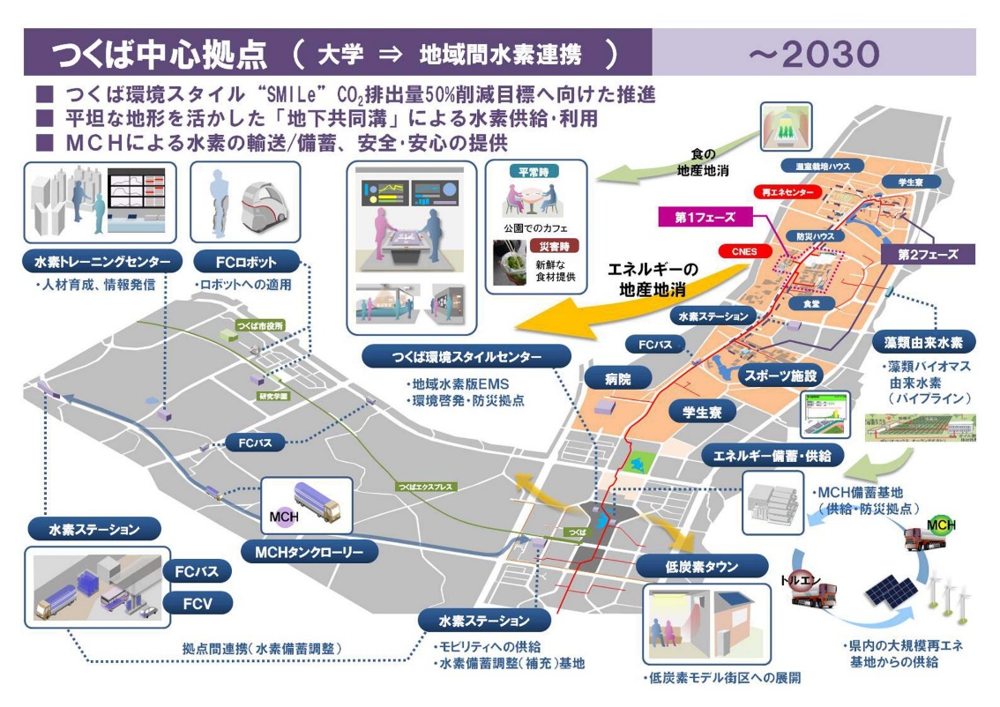 つくば中心拠点 ( 大学 ⇒ 地域間水素連携 )
～2030
■ つくば環境スタイル“SMILe”CO₂排出量50%削減目標へ向けた推進
■ 平坦な地形を活かした「地下共同溝」による水素供給・利用
■ MCHによる水素の輸送/備蓄、安全・安心の提供
水素トレーニングセンター
・人材育成、情報発信
FCロボット
・ロボットへの適用
平常時
公園でのカフェ
災害時
新鮮な
食材提供
食の
地産地消
温室栽培ハウス
学生寮
再エネセンター
第1フェーズ
防災ハウス
CNES
第2フェーズ
エネルギーの
地産地消
食堂
水素ステーション
FCバス
藻類由来水素
・藻類バイオマス
由来水素
(パイプライン)
つくば環境スタイルセンター
・地域水素版EMS
・環境啓発・防災拠点
病院
スポーツ施設
学生寮
つくば市役所
研究学園
FCバス
つくばエクスプレス
つくば
エネルギー備蓄・供給
・MCH備蓄基地
(供給・防災拠点)
MCH
トルエン
・県内の大規模再エネ
基地からの供給
MCH
MCHタンクローリー
水素ステーション
FCバス
FCV
拠点間連携(水素備蓄調整)
水素ステーション
・モビリティへの供給
・水素備蓄調整(補充)基地
低炭素タウン
・低炭素モデル街区への展開